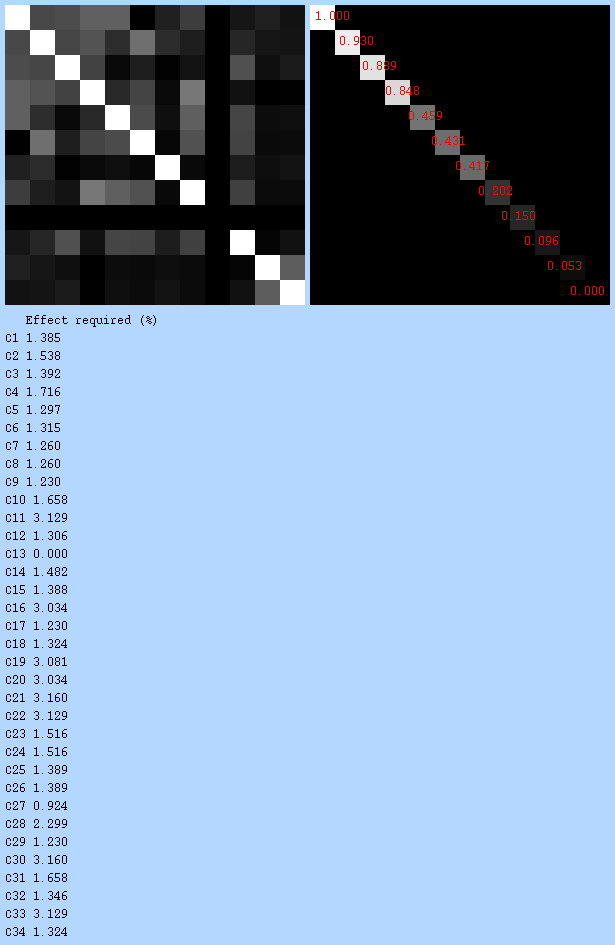 1.000
0.930
0.889
0.848
0.459
0.431
0.417
0.202
0.150
0.096
0.053
0.000
Effect required (%)
C1 1.385
C2 1.538
C3 1.392
C4 1.716
C5 1.297
C6 1.315
C7 1.260
C8 1.260
C9 1.230
C10 1.658
C11 3.129
C12 1.306
C13 0.000
C14 1.482
C15 1.388
C16 3.034
C17 1.230
C18 1.324
C19 3.081
C20 3.034
C21 3.160
C22 3.129
C23 1.516
C24 1.516
C25 1.389
C26 1.389
C27 0.924
C28 2.299
C29 1.230
C30 3.160
C31 1.658
C32 1.346
C33 3.129
C34 1.324